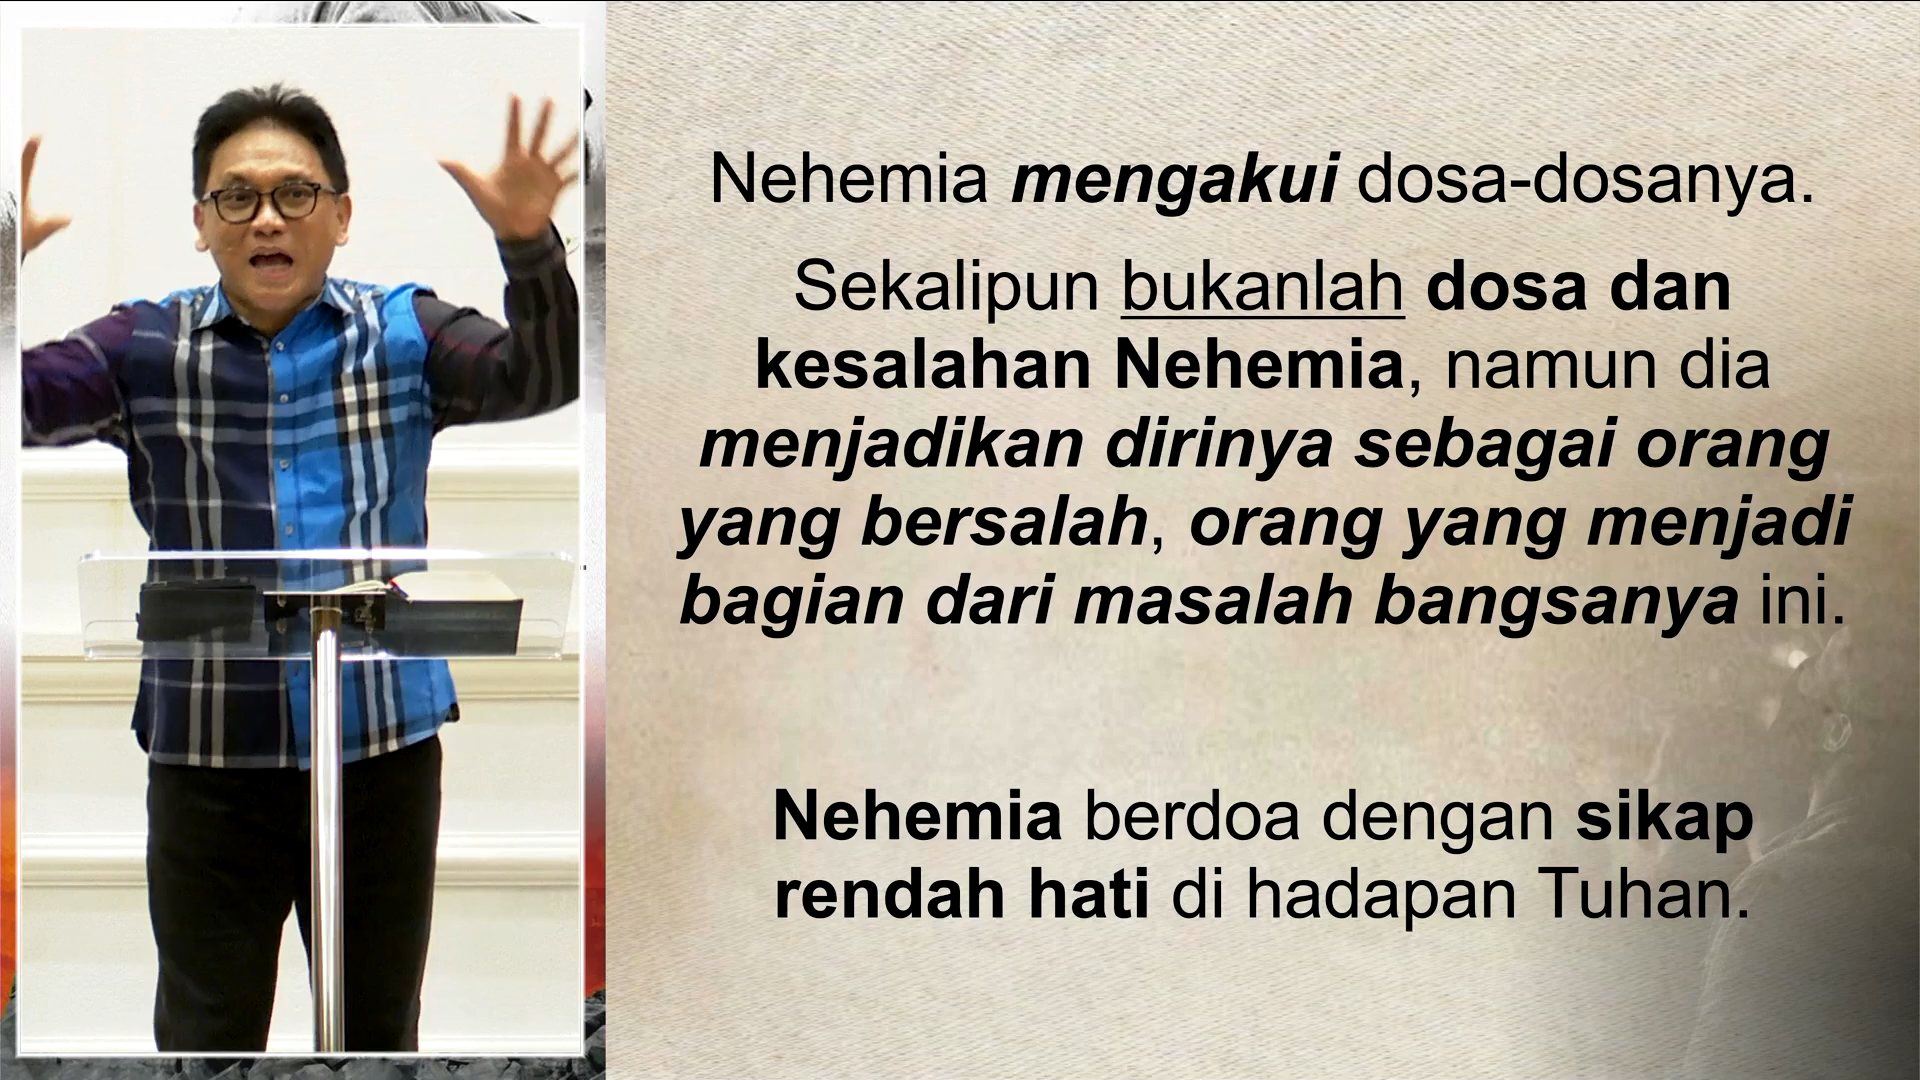 Nehemia mengakui dosa-dosanya.
Sekalipun bukanlah dosa dan
kesalahan Nehemia, namun dia
menjadikan dirinya sebagai orang
yang bersalah, orang yang menjadi
bagian dari masalah bangsanya ini.
Nehemia berdoa dengan sikap
rendah hati di hadapan Tuhan.